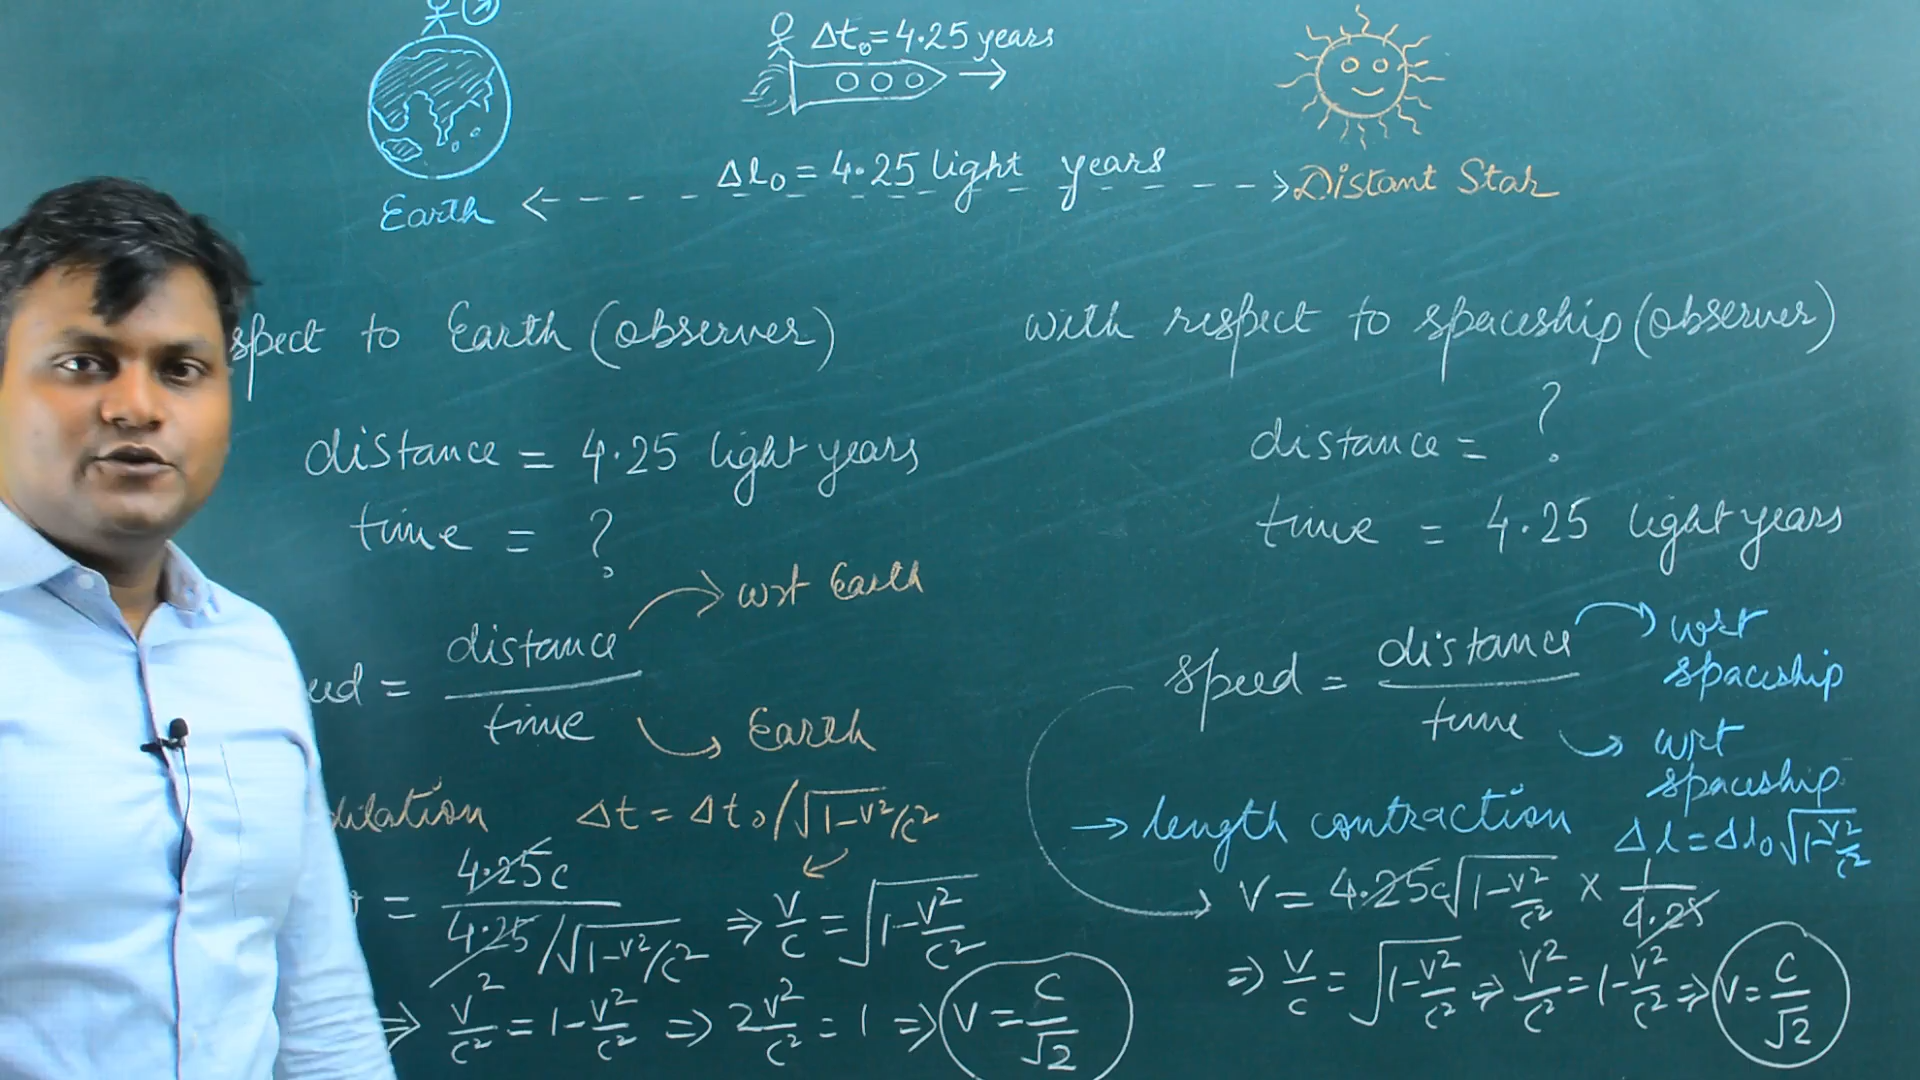 Δt₀ = 4.25 years
Δl₀ = 4.25 light years
Earth
Distant Star
spect to Earth (observer)
distance = 4.25 light years
time = ?
ed = distance / time
wrt Earth
Earth
dilation Δt = Δt₀/√1-v²/c²
= 4.25c / 4.25/√1-v²/c² ⇒ v/c = √1-v²/c²
⇒ v²/c² = 1-v²/c² ⇒ 2v²/c² = 1 ⇒ v = c/√2
with respect to spaceship (observer)
distance = ?
time = 4.25 light years
speed = distance / time
wrt
spaceship
wrt
spaceship
→ length contraction Δl = Δl₀√1-v²/c²
v = 4.25c√1-v²/c² × 1/4.25
⇒ v/c = √1-v²/c² ⇒ v²/c² = 1-v²/c² ⇒ v = c/√2